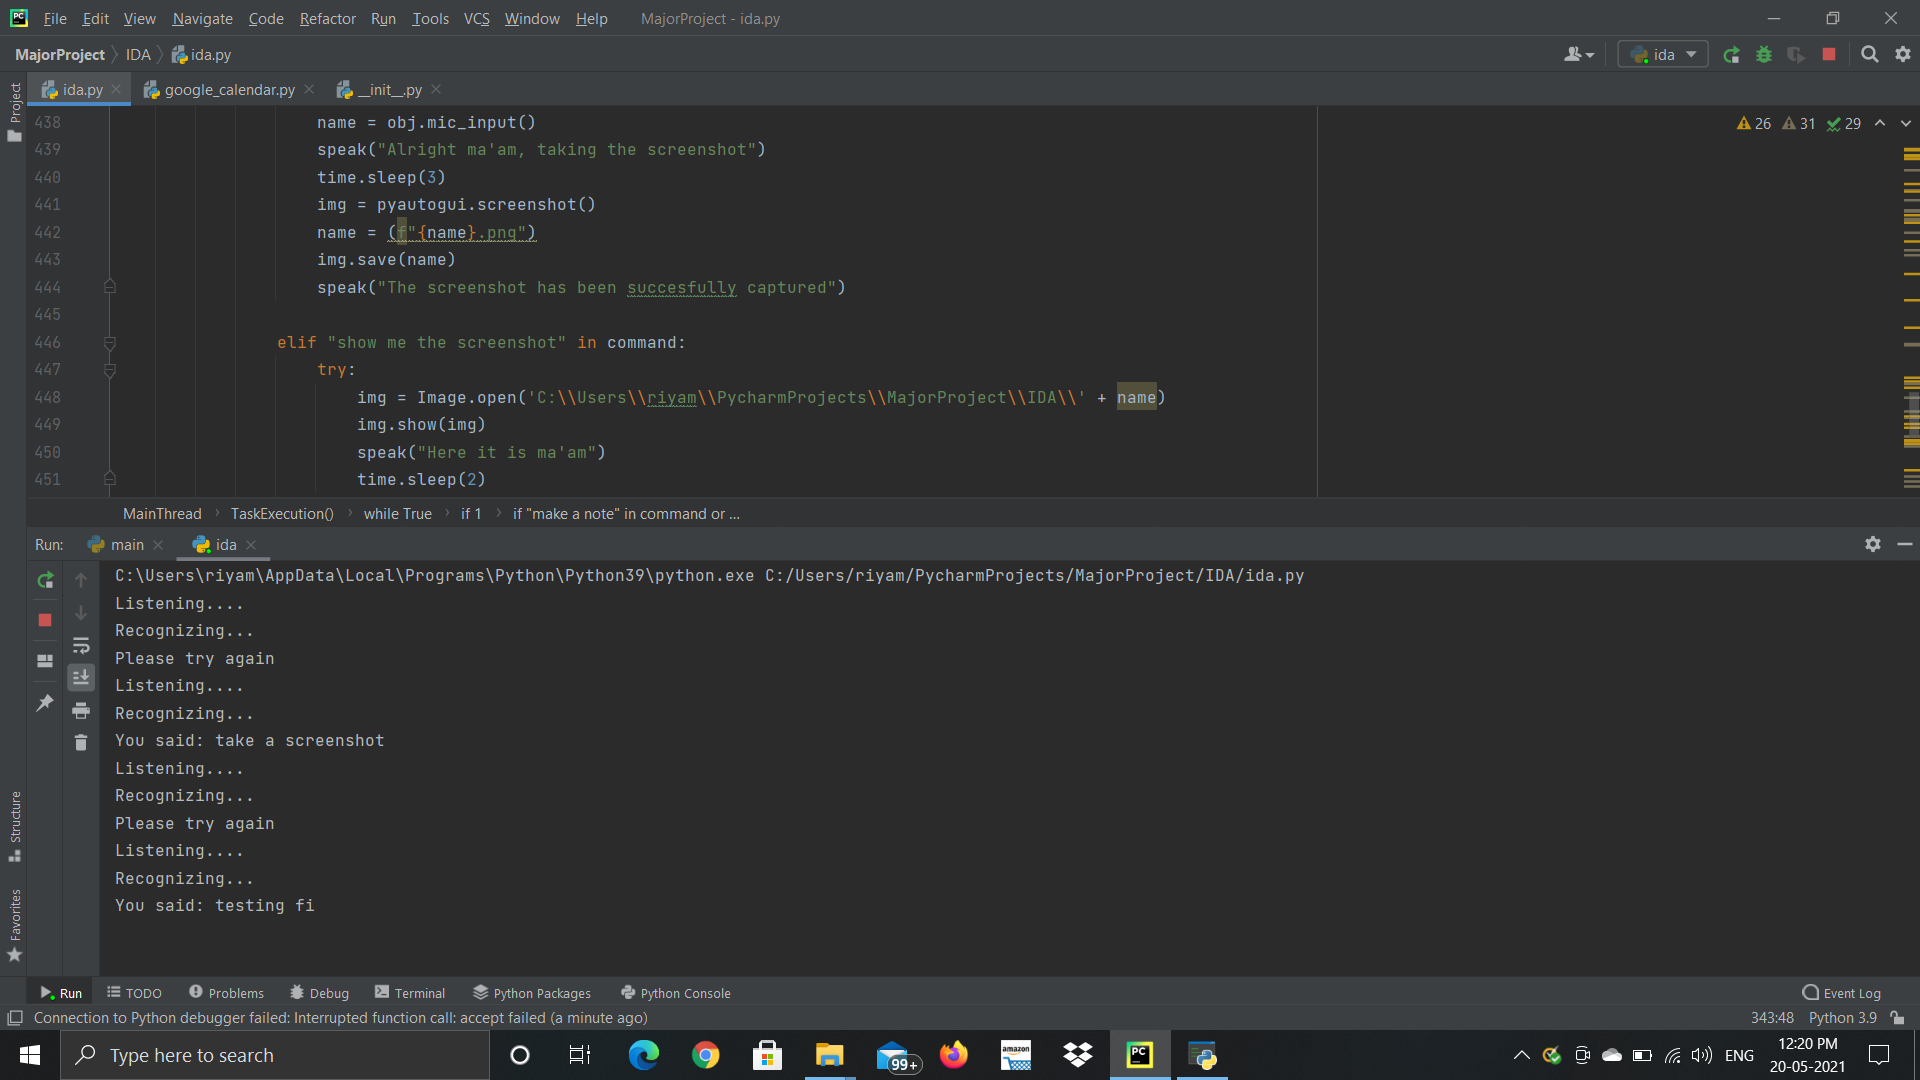 File Edit View Navigate Code Refactor Run Tools VCS Window Help MajorProject - ida.py
MajorProject IDA ida.py ida
Project
ida.py google_calendar.py __init__.py
26 31 29
438 name = obj.mic_input()
439 speak("Alright ma'am, taking the screenshot")
440 time.sleep(3)
441 img = pyautogui.screenshot()
442 name = (f"{name}.png")
443 img.save(name)
444 speak("The screenshot has been succesfully captured")
445
446 elif "show me the screenshot" in command:
447 try:
448 img = Image.open('C:\\Users\\riyam\\PycharmProjects\\MajorProject\\IDA\\' + name)
449 img.show(img)
450 speak("Here it is ma'am")
451 time.sleep(2)
MainThread TaskExecution() while True if 1 if "make a note" in command or ...
Run: main ida
C:\Users\riyam\AppData\Local\Programs\Python\Python39\python.exe C:/Users/riyam/PycharmProjects/MajorProject/IDA/ida.py
Listening....
Recognizing...
Please try again
Listening....
Recognizing...
You said: take a screenshot
Listening....
Recognizing...
Please try again
Listening....
Recognizing...
You said: testing fi
Structure
Favorites
Run TODO Problems Debug Terminal Python Packages Python Console Event Log
Connection to Python debugger failed: Interrupted function call: accept failed (a minute ago) 343:48 Python 3.9
Type here to search 99+ amazon PC ENG 12:20 PM
20-05-2021